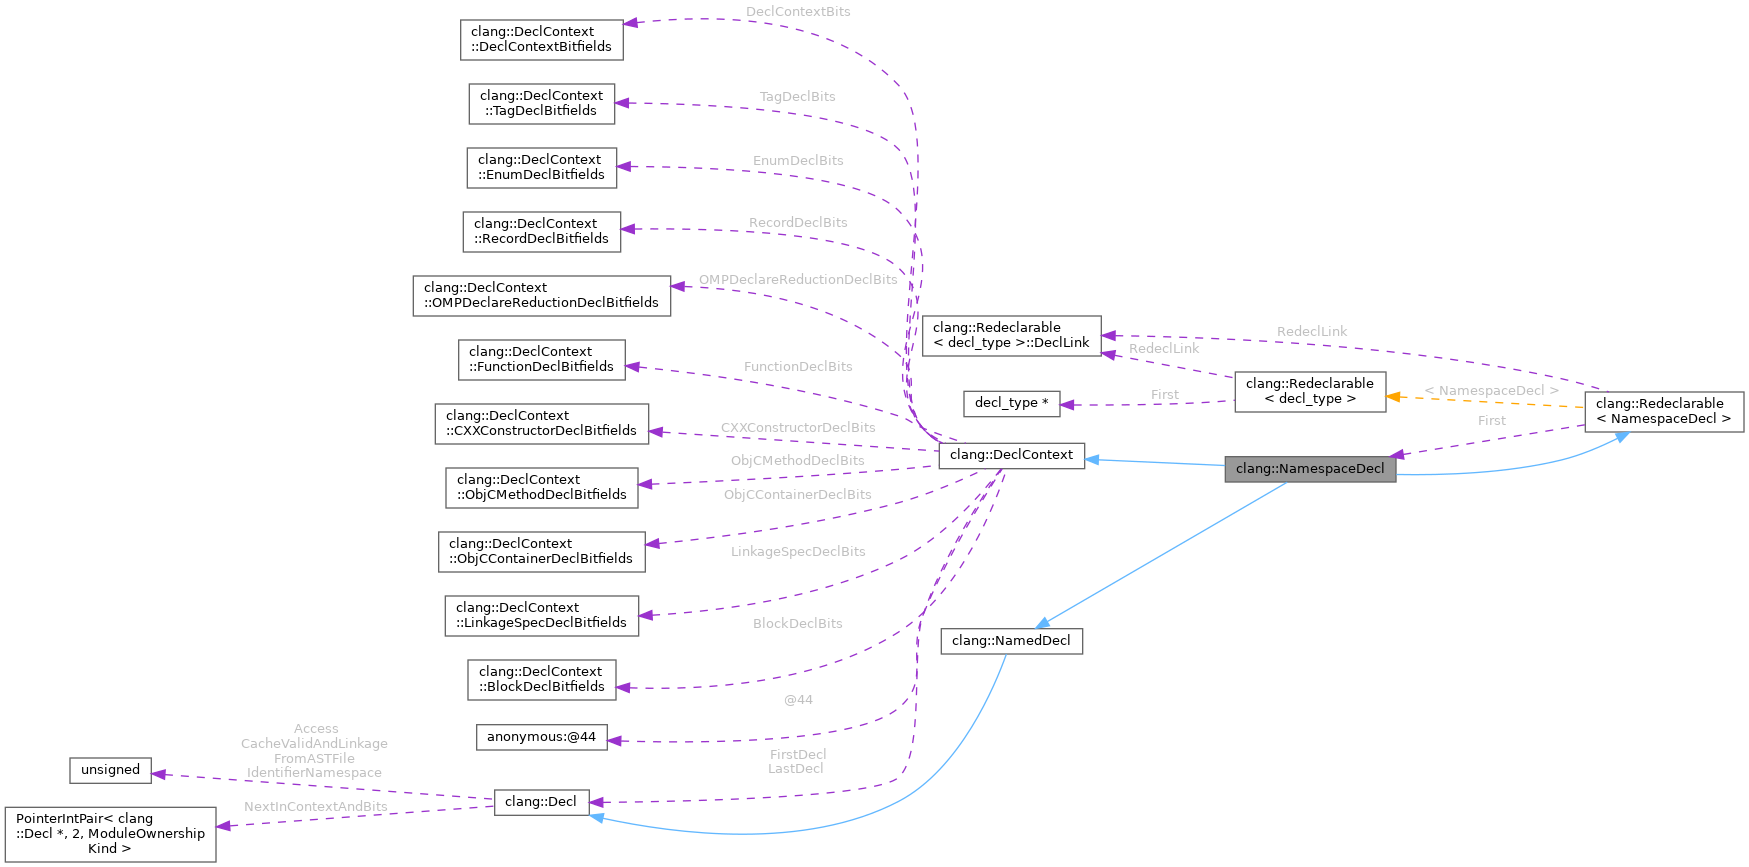 DeclContextBits
clang::DeclContext
::DeclContextBitfields
TagDeclBits
clang::DeclContext
::TagDeclBitfields
EnumDeclBits
clang::DeclContext
::EnumDeclBitfields
RecordDeclBits
clang::DeclContext
::RecordDeclBitfields
OMPDeclareReductionDeclBits
clang::DeclContext
::OMPDeclareReductionDeclBitfields
clang::Redeclarable
< decl_type >::DeclLink
RedeclLink
RedeclLink
clang::DeclContext
::FunctionDeclBitfields
FunctionDeclBits
clang::Redeclarable
< decl_type >
< NamespaceDecl >
First
decl_type *
clang::Redeclarable
< NamespaceDecl >
First
clang::DeclContext
::CXXConstructorDeclBitfields
CXXConstructorDeclBits
clang::DeclContext
clang::NamespaceDecl
ObjCMethodDeclBits
clang::DeclContext
::ObjCMethodDeclBitfields
ObjCContainerDeclBits
clang::DeclContext
::ObjCContainerDeclBitfields
LinkageSpecDeclBits
clang::DeclContext
::LinkageSpecDeclBitfields
BlockDeclBits
clang::NamedDecl
clang::DeclContext
::BlockDeclBitfields
@44
anonymous:@44
FirstDecl
LastDecl
Access
CacheValidAndLinkage
FromASTFile
IdentifierNamespace
unsigned
clang::Decl
NextInContextAndBits
PointerIntPair< clang
::Decl *, 2, ModuleOwnership
Kind >